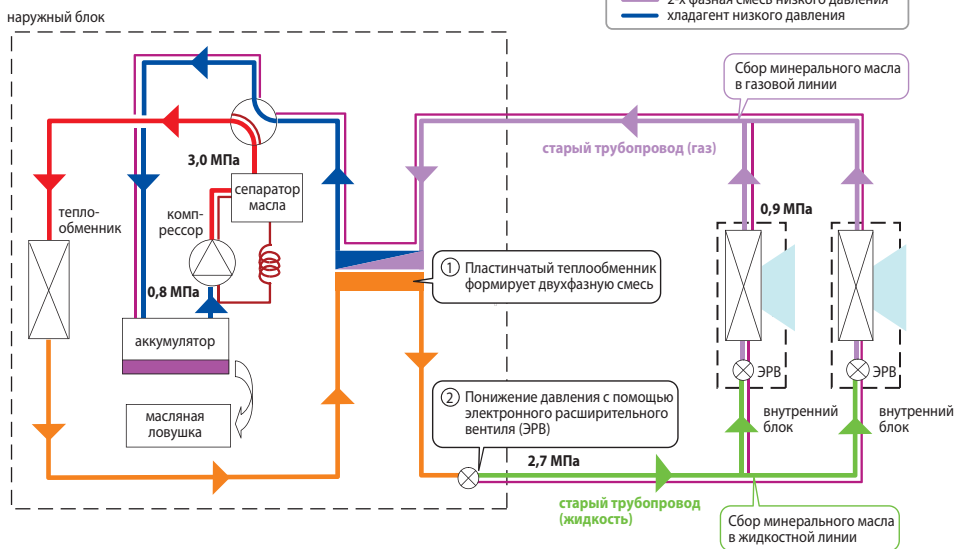 наружный блок
2-х фазная смесь низкого давления
хладагент низкого давления
Сбор минерального масла
в газовой линии
старый трубопровод (газ)
3,0 МПа
сепаратор
масла
тепло-
обменник
комп-
рессор
0,9 МПа
1 Пластинчатый теплообменник
формирует двухфазную смесь
0,8 МПа
аккумулятор
ЭРВ
ЭРВ
масляная
ловушка
2 Понижение давления с помощью
электронного расширительного
вентиля (ЭРВ)
внутренний
блок
внутренний
блок
2,7 МПа
старый трубопровод
(жидкость)
Сбор минерального масла
в жидкостной линии